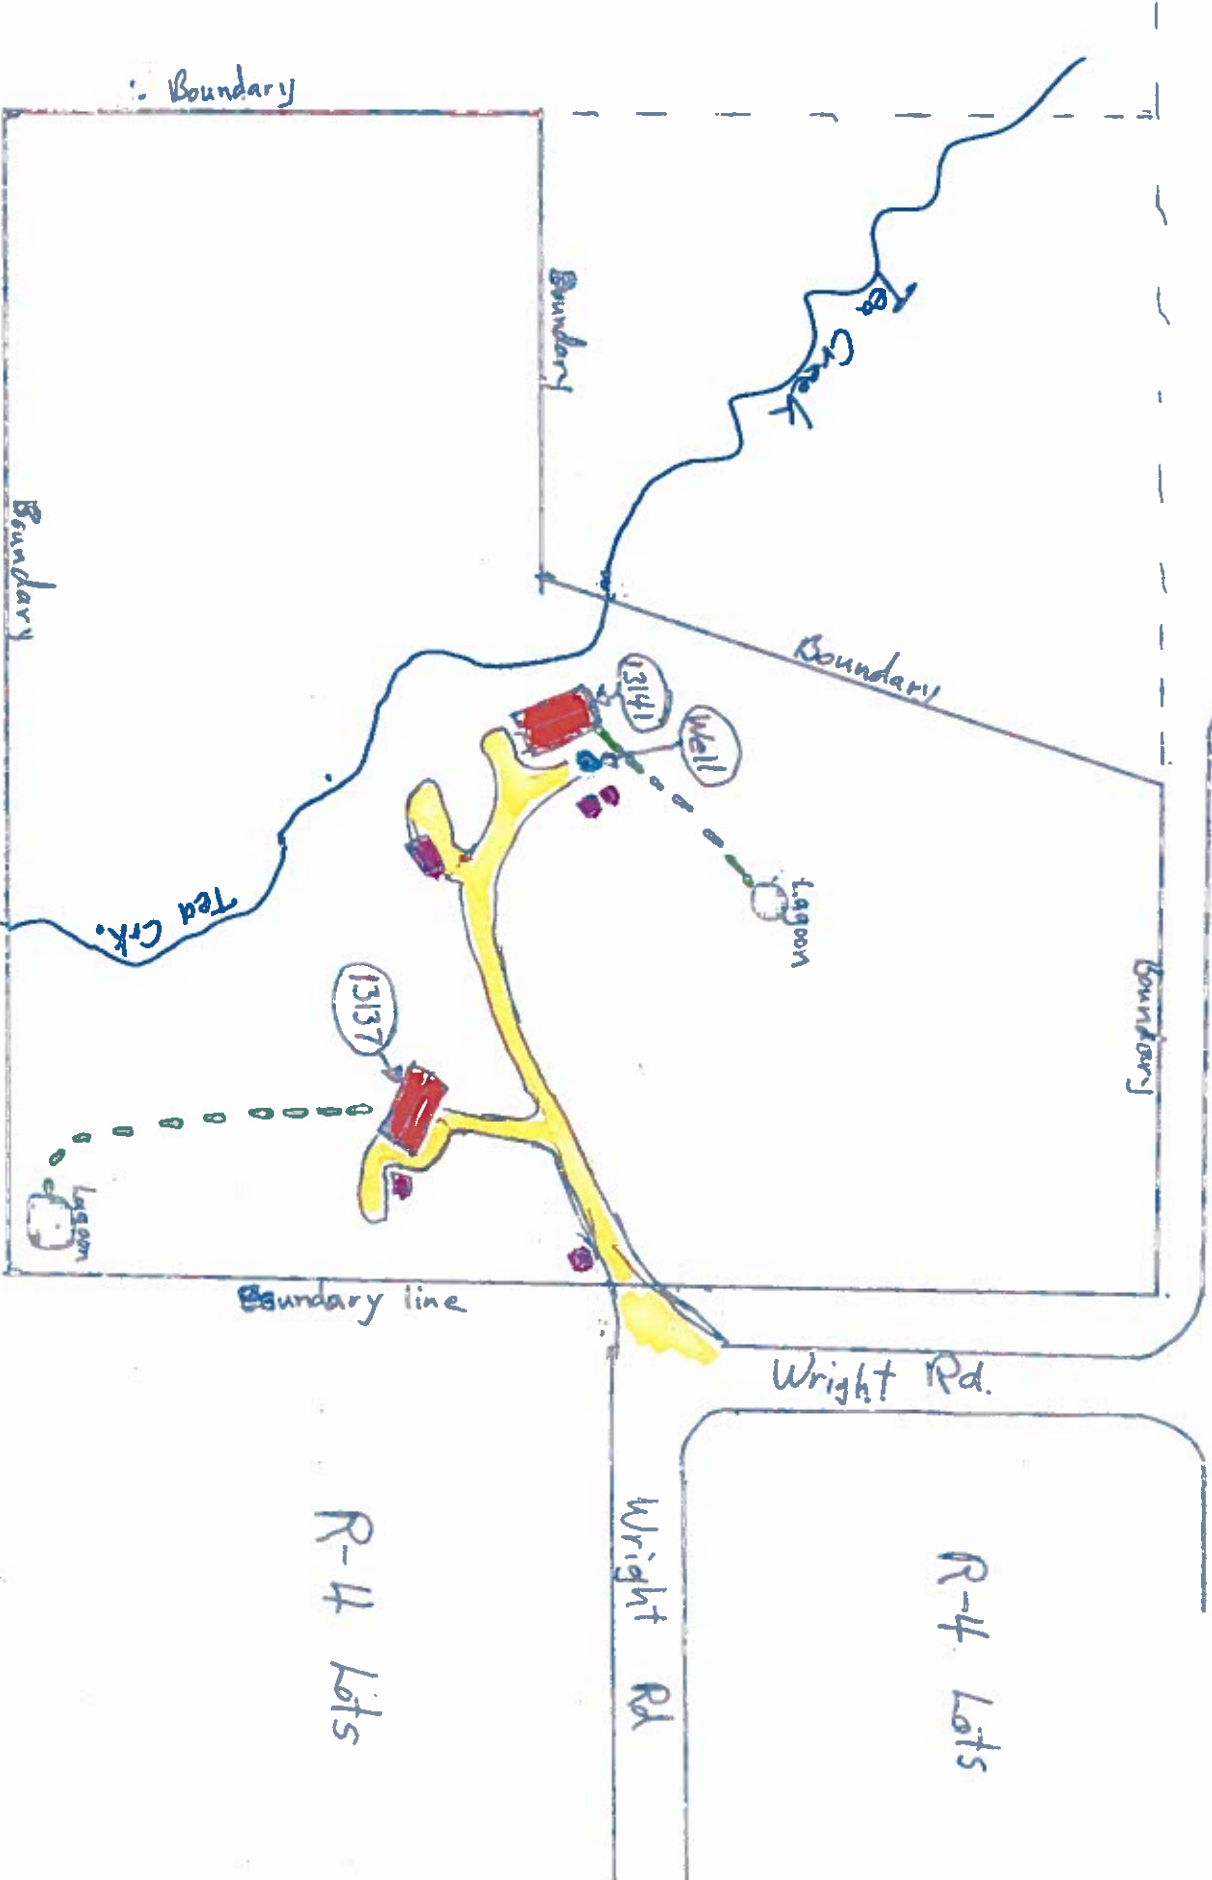 Boundary
Boundary
Tea Creek
Boundary
Boundary
13141
Well
Lagoon
Tea Crk.
Boundary
13137
Lagoon
Boundary line
Wright Rd.
Wright Rd
R-4 Lots
R-4 Lots